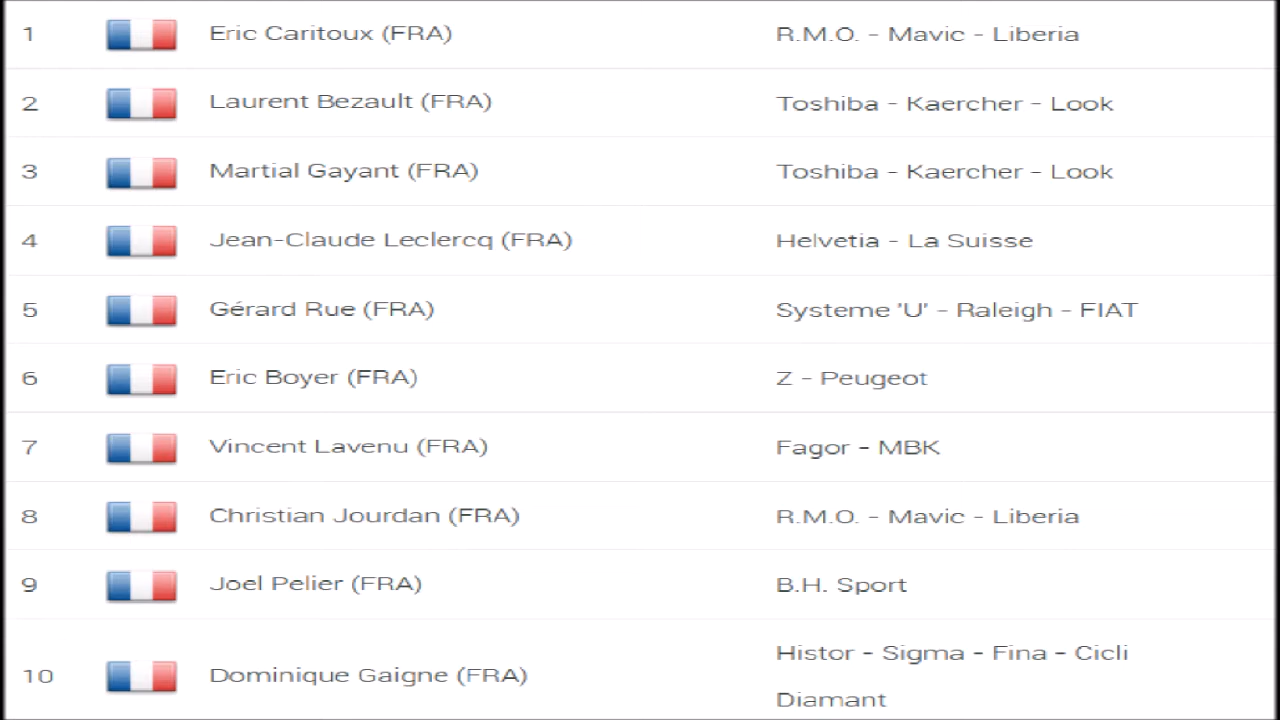 1 Eric Caritoux (FRA) R.M.O. - Mavic - Liberia
2 Laurent Bezault (FRA) Toshiba - Kaercher - Look
3 Martial Gayant (FRA) Toshiba - Kaercher - Look
4 Jean-Claude Leclercq (FRA) Helvetia - La Suisse
5 Gérard Rue (FRA) Systeme 'U' - Raleigh - FIAT
6 Eric Boyer (FRA) Z - Peugeot
7 Vincent Lavenu (FRA) Fagor - MBK
8 Christian Jourdan (FRA) R.M.O. - Mavic - Liberia
9 Joel Pelier (FRA) B.H. Sport
10 Dominique Gaigne (FRA) Histor - Sigma - Fina - Cicli
Diamant